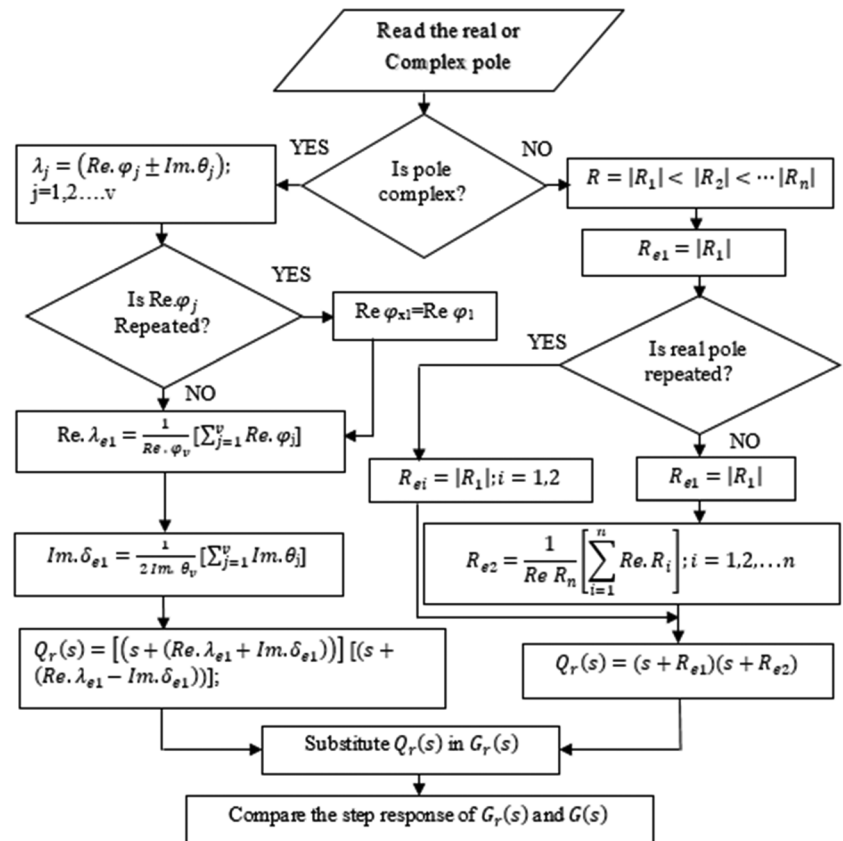 Read the real or
Complex pole
YES
Is pole
complex?
NO
λ_j = (Re.φ_j ± Im.θ_j);
j=1,2....v
R = |R_1| < |R_2| < ⋯|R_n|
R_e1 = |R_1|
Is Re.φ_j
Repeated?
YES
Re φ_x1=Re φ_1
NO
YES
Is real pole
repeated?
NO
Re. λ_e1 = 1/(Re.φ_v) [∑_{j=1}^{v} Re. φ_j]
R_ei = |R_1|; i = 1,2
R_e1 = |R_1|
Im. δ_e1 = 1/(2 Im. θ_v) [∑_{j=1}^{v} Im. θ_j]
R_e2 = 1/(Re R_n) [∑_{i=1}^{n} Re. R_i]; i = 1,2,…n
Q_r(s) = [(s + (Re. λ_e1 + Im. δ_e1))] [(s +
(Re. λ_e1 − Im. δ_e1))];
Q_r(s) = (s + R_e1)(s + R_e2)
Substitute Q_r(s) in G_r(s)
Compare the step response of G_r(s) and G(s)